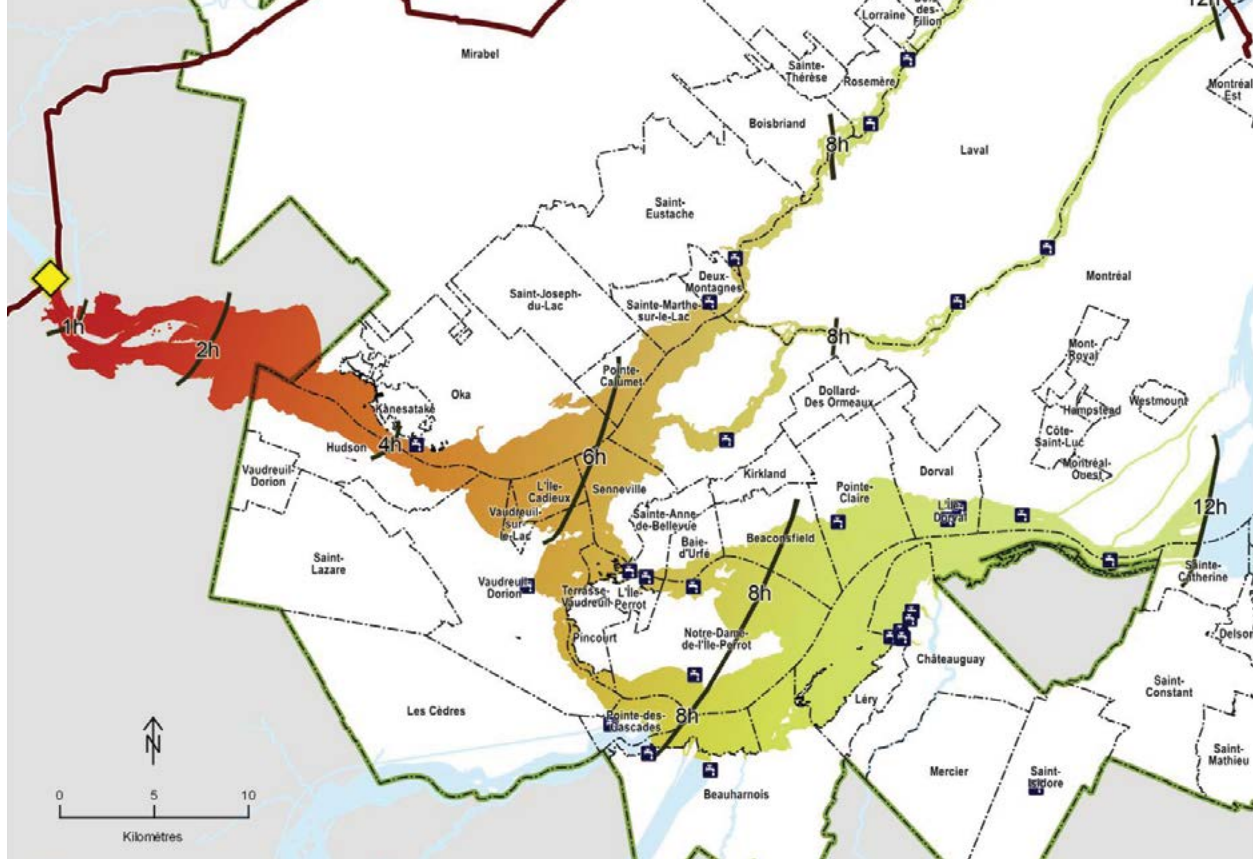 12h
Lorraine
des-
Filion
Mirabel
Sainte-
Thérèse
Rosemère
Montréal
Est
Boisbriand
8h
Laval
Saint-
Eustache
Deux-
Montagnes
Montréal
Saint-Joseph-
du-Lac
Sainte-Marthe-
sur-le-Lac
1h
2h
8h
Mont-
Royal
Pointe-
Calumet
Oka
Dollard-
Des Ormeaux
Westmount
Kanesatake
Hampstead
4h
Hudson
Côte-
Saint-Luc
6h
Vaudreuil-
Dorion
Kirkland
Dorval
Montréal-
Ouest
L'Île-
Cadieux
Senneville
Pointe-
Claire
Vaudreuil-
sur-
le-Lac
Sainte-Anne-
de-Bellevue
L'Île-
Dorval
12h
Baie-
d'Urfé
Beaconsfield
Saint-
Lazare
Sainte-
Catherine
Vaudreuil-
Dorion
Terrasse-
Vaudreuil
L'Île-
Perrot
8h
Pincourt
Notre-Dame-
de-l'Île-Perrot
Delson
Châteauguay
Saint-
Constant
Léry
Les Cèdres
Pointe-des-
Cascades
8h
Saint-
Mathieu
N
Mercier
Saint-
Isidore
Beauharnois
0 5 10
Kilomètres